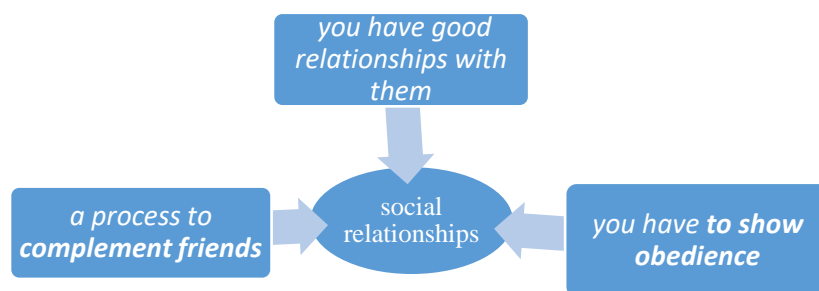 you have good
relationships with
them
a process to
complement friends
social
relationships
you have to show
obedience